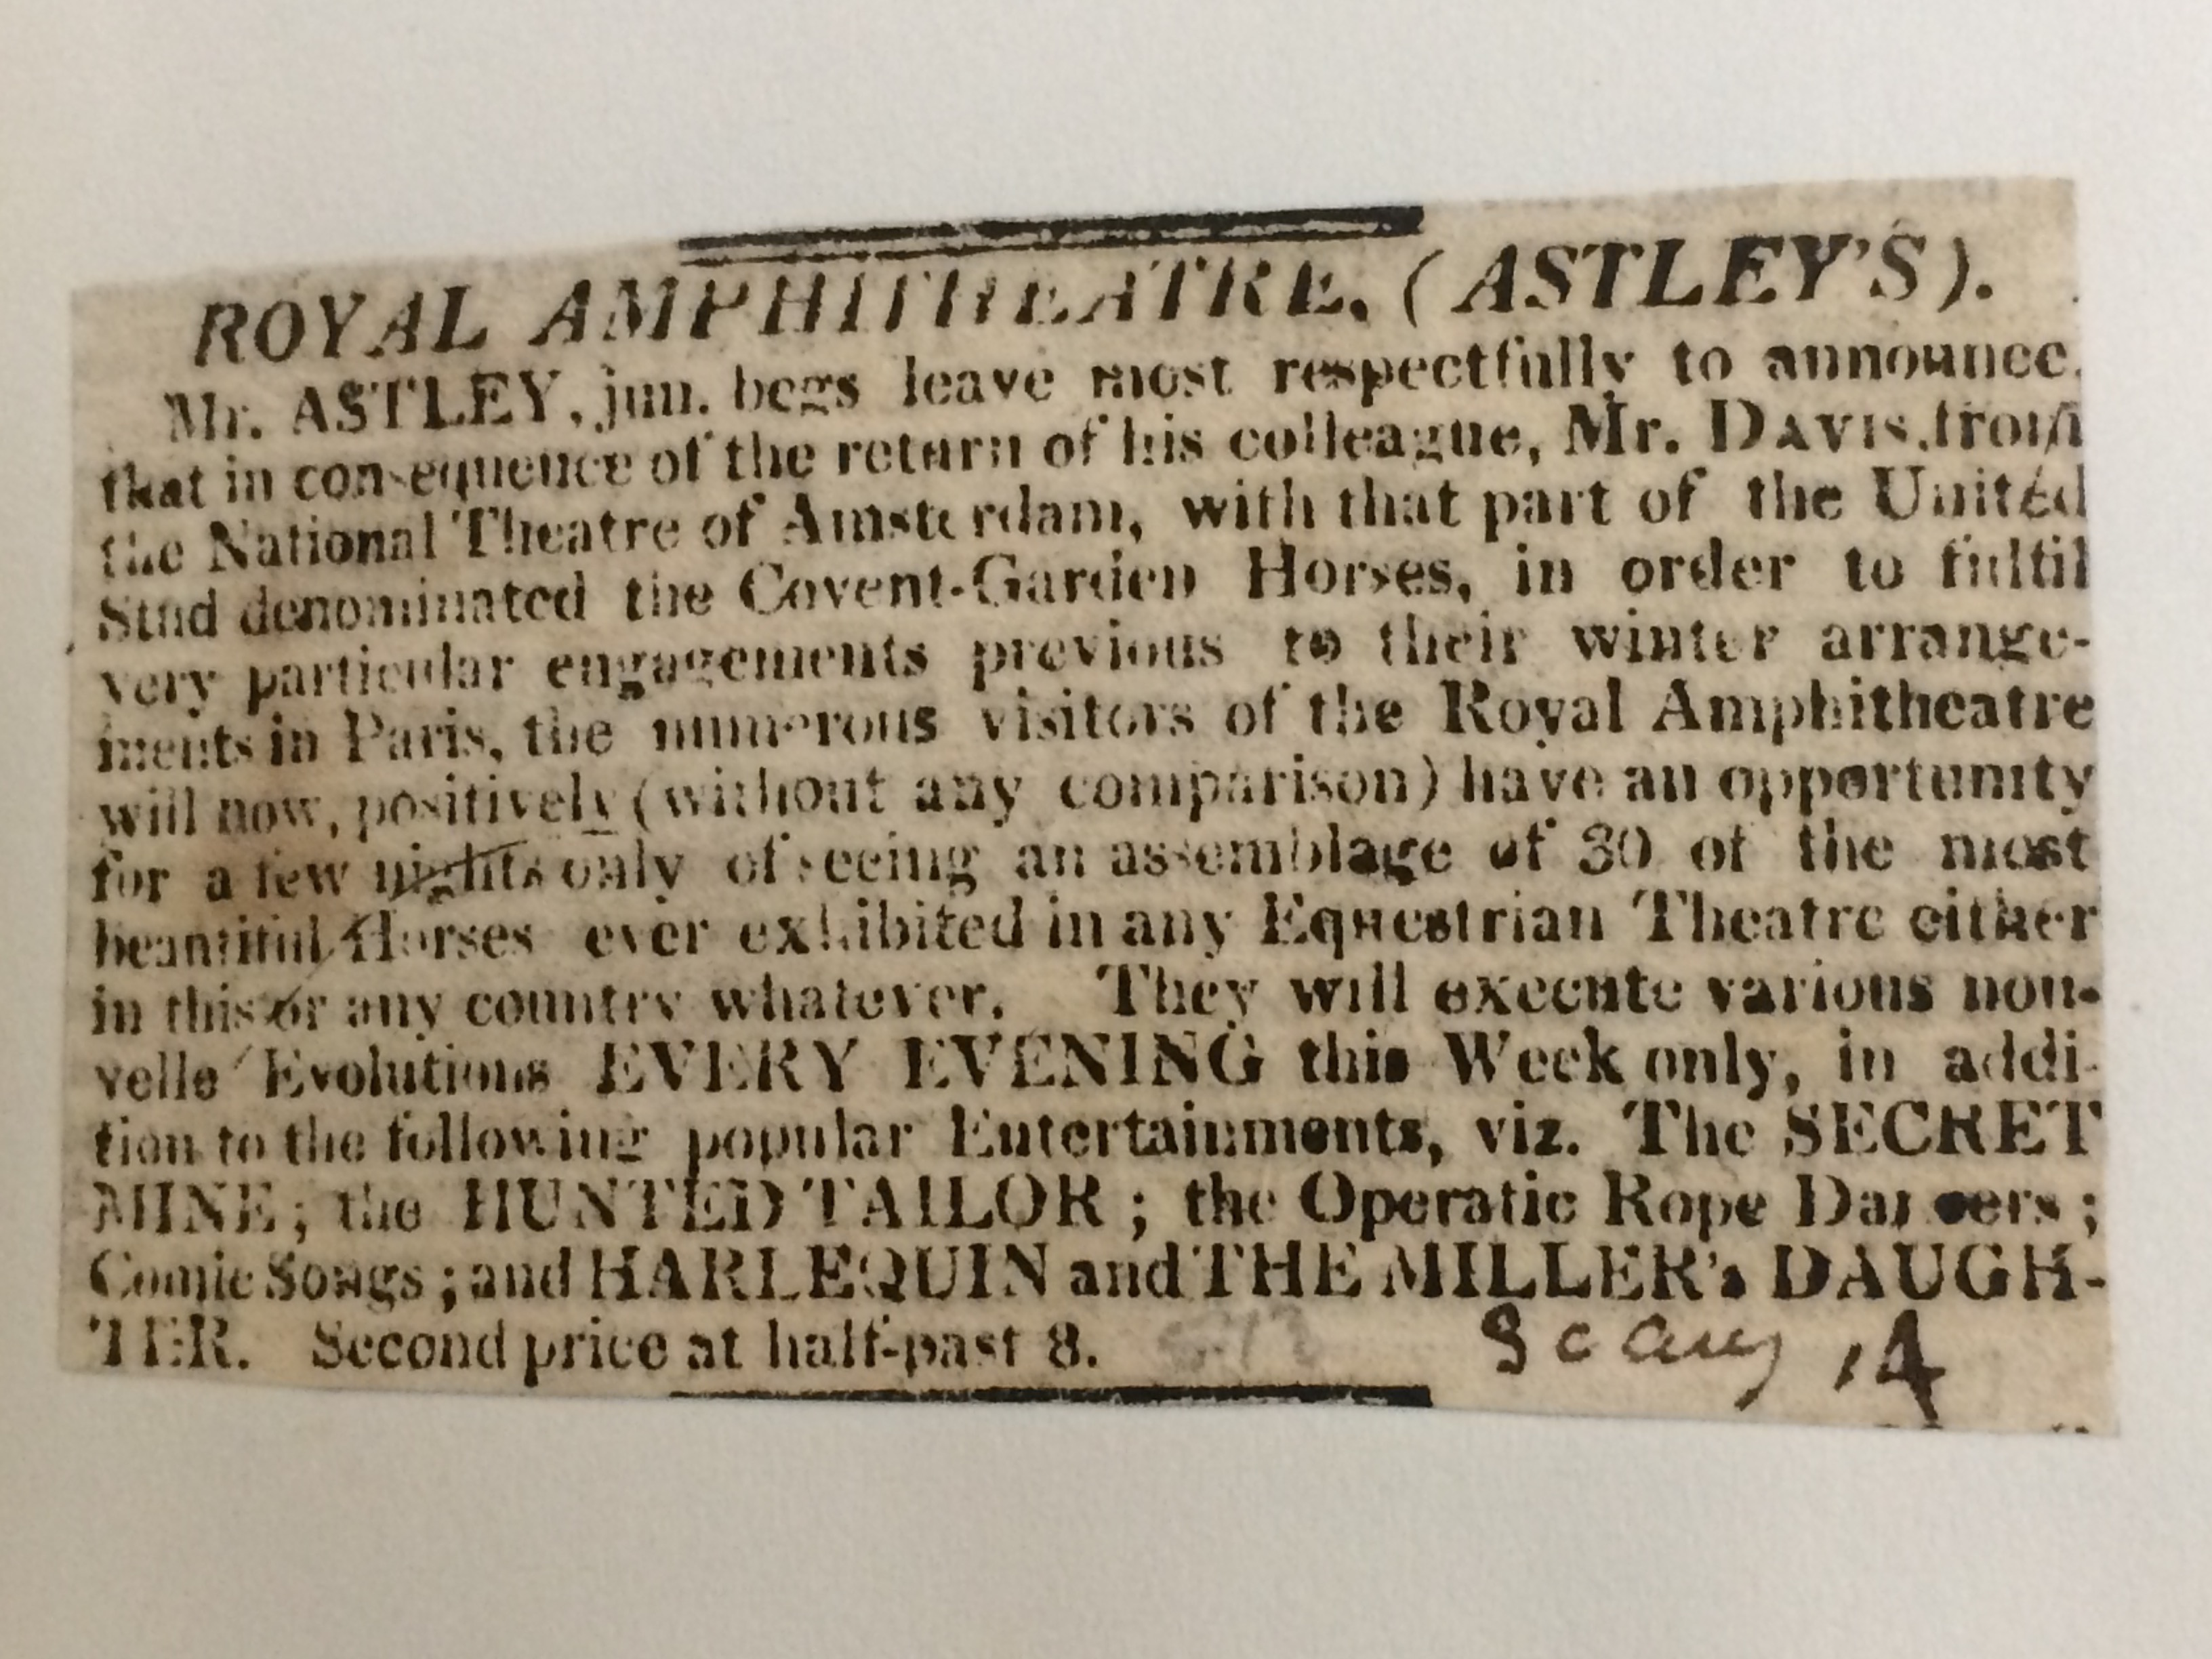 ROYAL AMPHITHEATRE, (ASTLEY'S).
Mr. ASTLEY, jun. begs leave most respectfully to announce,
that in consequence of the return of his colleague, Mr. DAVIS, from
the National Theatre of Amsterdam, with that part of the United
Stud denominated the Covent-Garden Horses, in order to fulfil
very particular engagements previous to their winter arrange-
ments in Paris, the numerous visitors of the Royal Amphitheatre
will now, positively (without any comparison) have an opportunity
for a few nights only of seeing an assemblage of 30 of the most
beautiful Horses ever exhibited in any Equestrian Theatre either
in this or any country whatever. They will execute various nou-
velle Evolutions EVERY EVENING this Week only, in addi-
tion to the following popular Entertainments, viz. The SECRET
MINE; the HUNTED TAILOR; the Operatic Rope Dancers;
Comic Songs; and HARLEQUIN and THE MILLER's DAUGH-
TER. Second price at half-past 8.
30 Aug 14